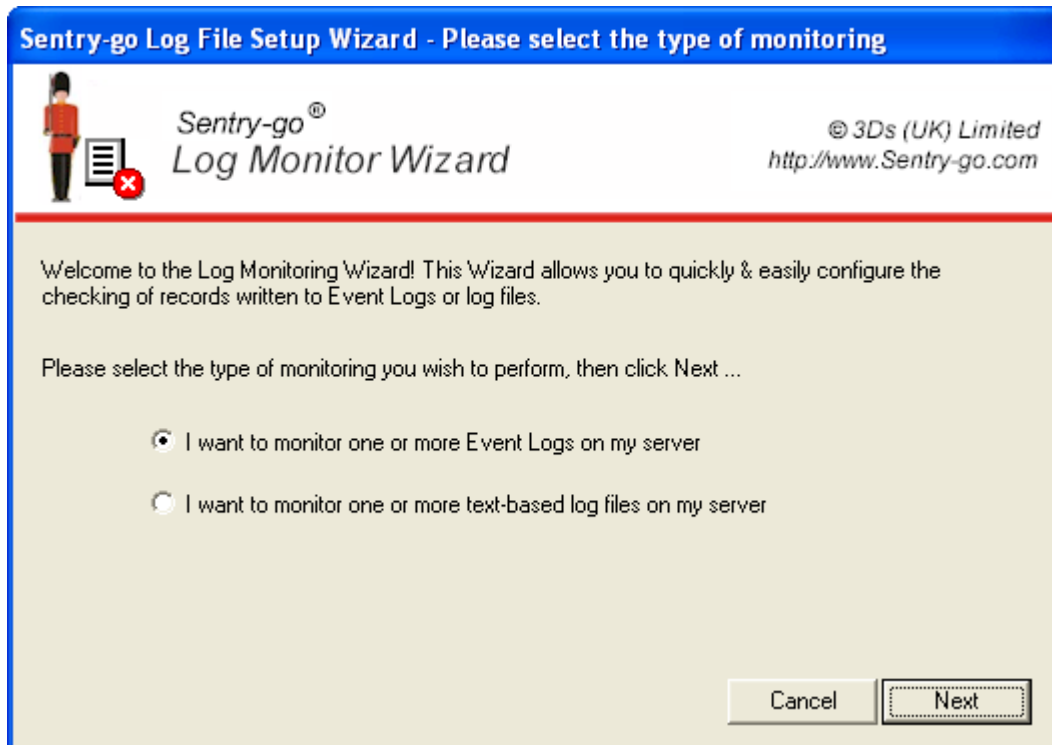 Sentry-go Log File Setup Wizard - Please select the type of monitoring
Sentry-go®
Log Monitor Wizard
© 3Ds (UK) Limited
http://www.Sentry-go.com
Welcome to the Log Monitoring Wizard! This Wizard allows you to quickly & easily configure the
checking of records written to Event Logs or log files.
Please select the type of monitoring you wish to perform, then click Next ...
I want to monitor one or more Event Logs on my server
I want to monitor one or more text-based log files on my server
Cancel
Next